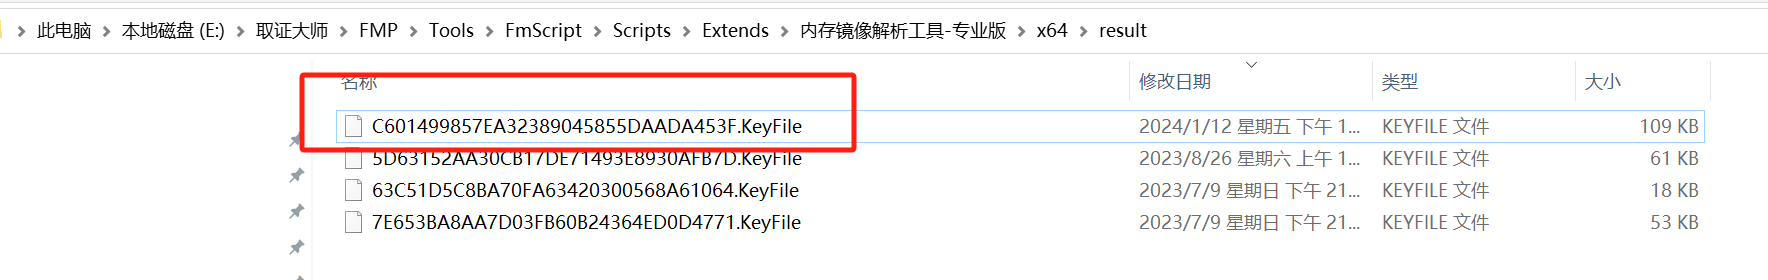 此电脑 > 本地磁盘 (E:) > 取证大师 > FMP > Tools > FmScript > Scripts > Extends > 内存镜像解析工具-专业版 > x64 > result
名称 修改日期 类型 大小
C601499857EA32389045855DAADA453F.KeyFile 2024/1/12 星期五 下午 1... KEYFILE 文件 109 KB
5D63152AA30CB17DE71493E8930AFB7D.KeyFile 2023/8/26 星期六 上午 1... KEYFILE 文件 61 KB
63C51D5C8BA70FA63420300568A61064.KeyFile 2023/7/9 星期日 下午 21... KEYFILE 文件 18 KB
7E653BA8AA7D03FB60B24364ED0D4771.KeyFile 2023/7/9 星期日 下午 21... KEYFILE 文件 53 KB